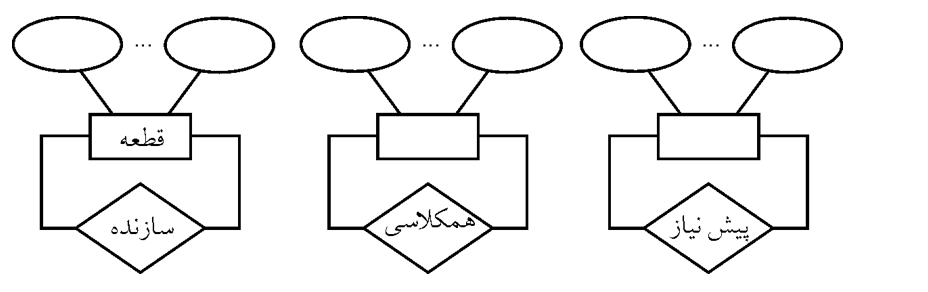 ... ... ...
قطعه
سازنده
همکلاسی
پیش نیاز